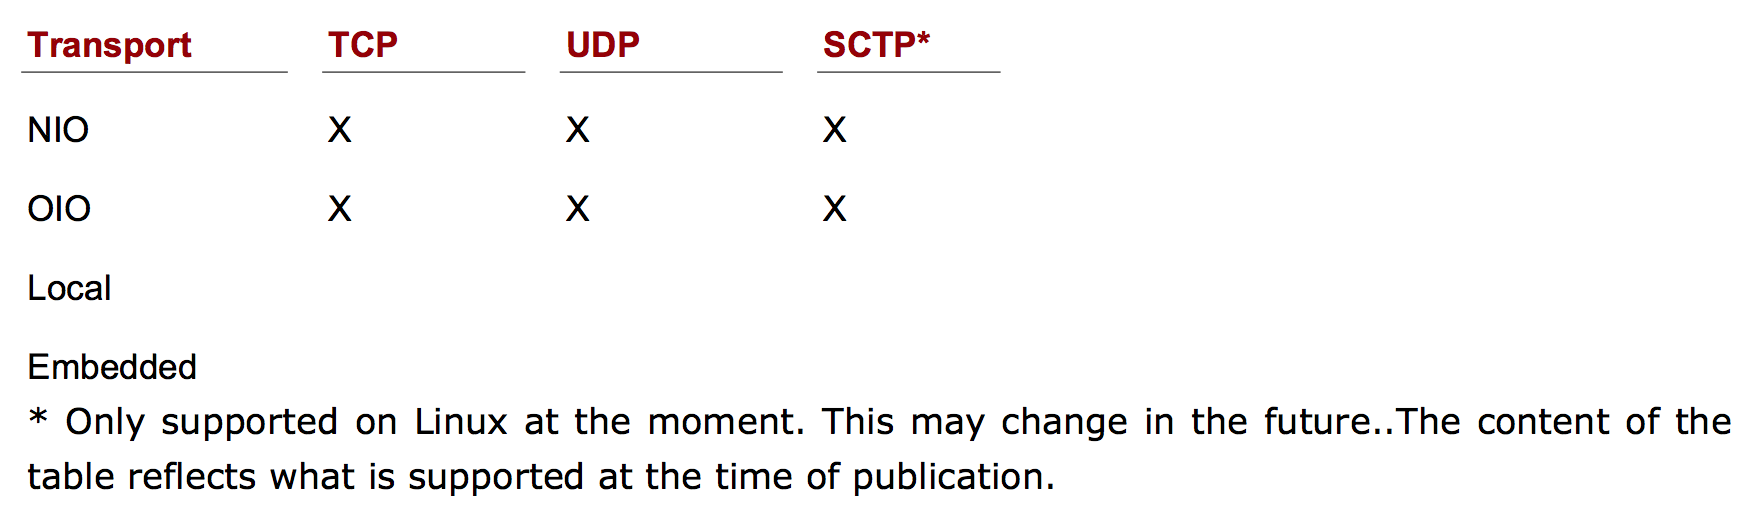 Transport TCP UDP SCTP*
NIO X X X
OIO X X X
Local
Embedded
* Only supported on Linux at the moment. This may change in the future..The content of the
table reflects what is supported at the time of publication.